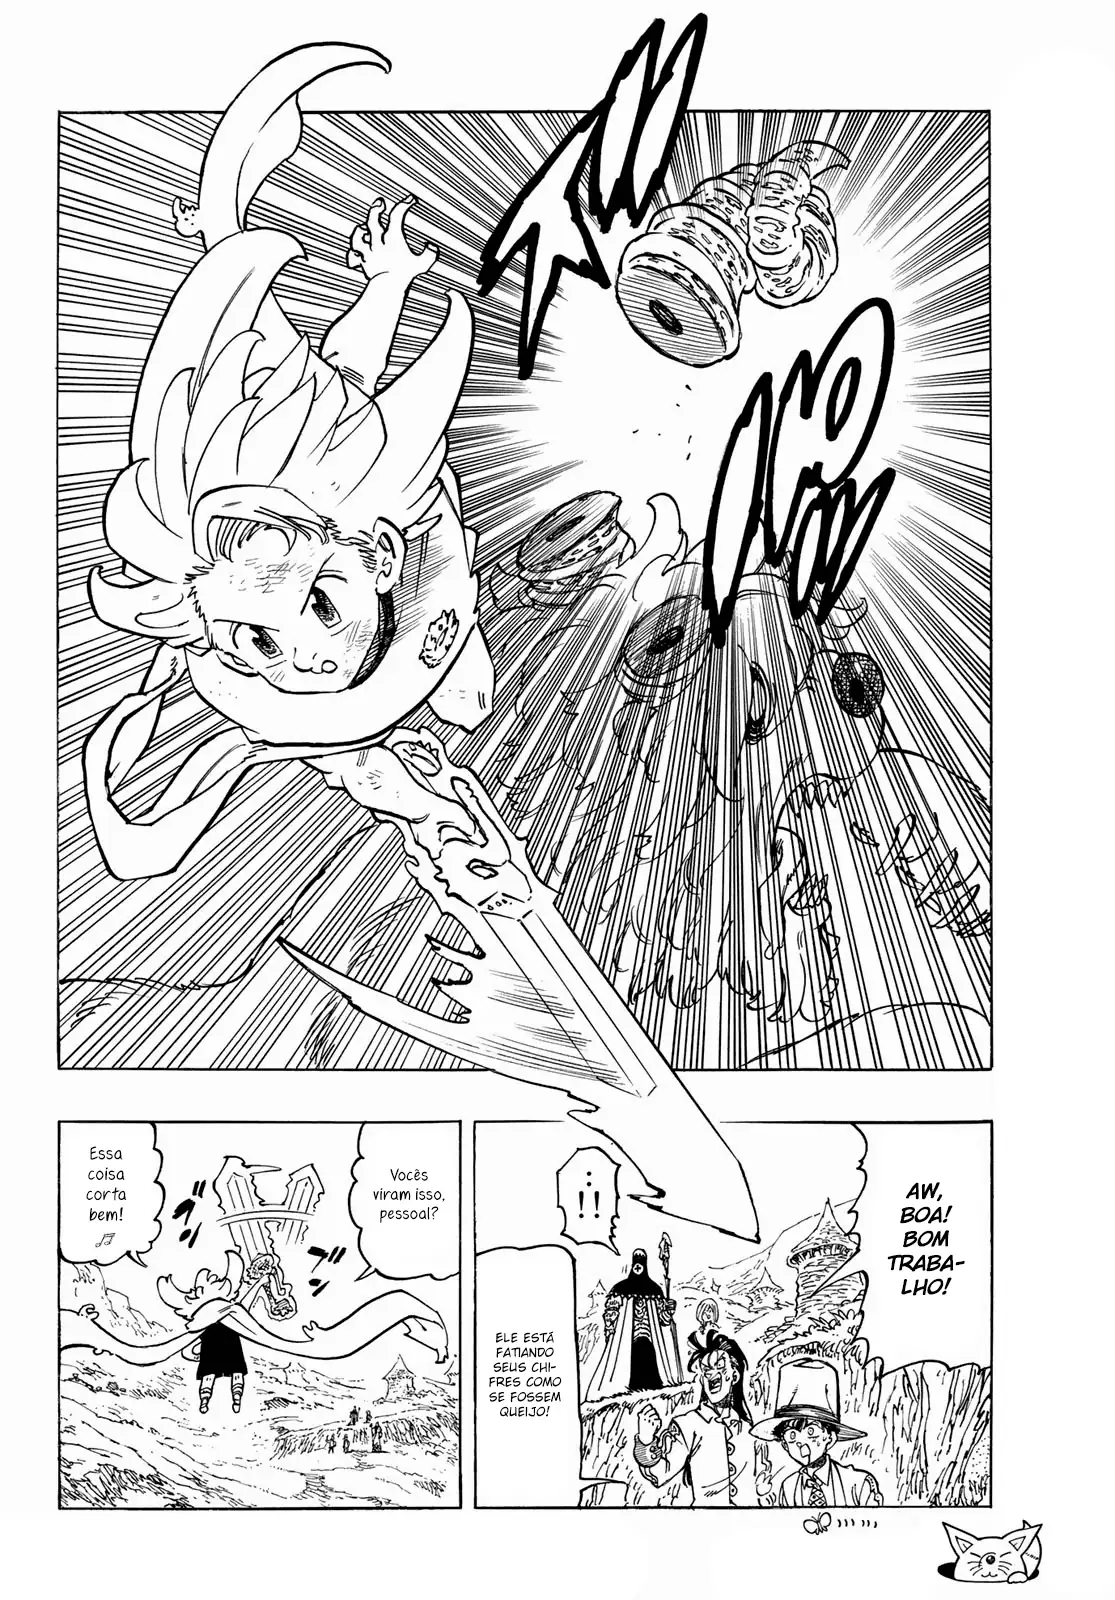 AW,
BOA!
BOM
TRABA-
LHO!
!!
ELE ESTÁ
FATIANDO
SEUS CHI-
FRES COMO
SE FOSSEM
QUEIJO!
Vocês
viram isso,
pessoal?
Essa
coisa
corta
bem!
♫